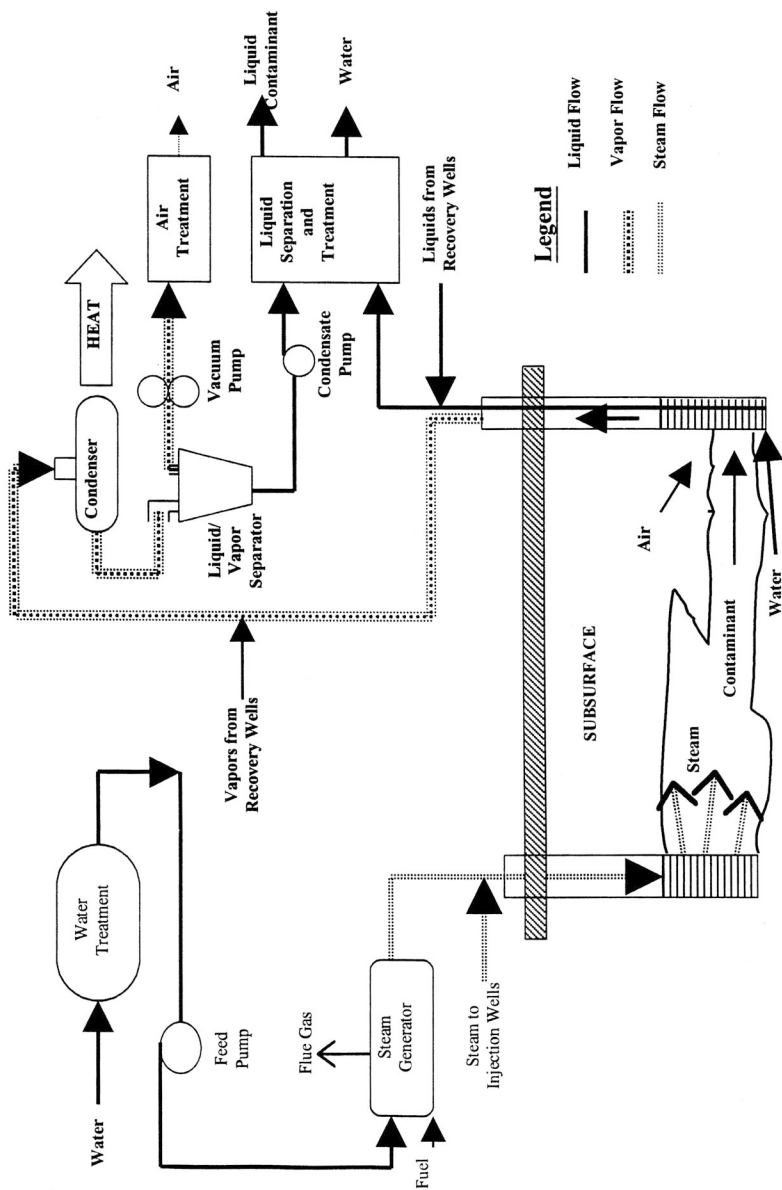 Water
Water
Treatment
Feed
Pump
Fuel
Steam
Generator
Flue Gas
Steam to
Injection Wells
Vapors from
Recovery Wells
Condenser
HEAT
Liquid/
Vapor
Separator
Vacuum
Pump
Air
Treatment
Air
Condensate
Pump
Liquid
Separation
and
Treatment
Liquid
Contaminant
Water
Liquids from
Recovery Wells
SUBSURFACE
Steam
Contaminant
Air
Water
Legend
Liquid Flow
Vapor Flow
Steam Flow